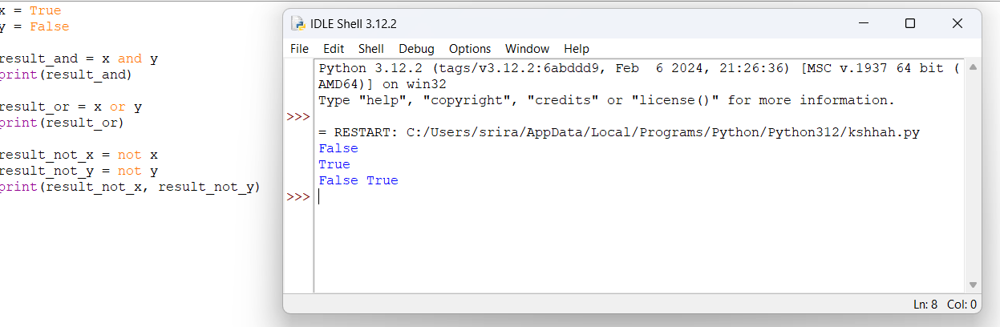 x = True
y = False
result_and = x and y
print(result_and)
result_or = x or y
print(result_or)
result_not_x = not x
result_not_y = not y
print(result_not_x, result_not_y)
IDLE Shell 3.12.2
File Edit Shell Debug Options Window Help
Python 3.12.2 (tags/v3.12.2:6abddd9, Feb  6 2024, 21:26:36) [MSC v.1937 64 bit (
AMD64)] on win32
Type "help", "copyright", "credits" or "license()" for more information.
>>>
= RESTART: C:/Users/srira/AppData/Local/Programs/Python/Python312/kshhah.py
False
True
False True
>>>
Ln: 8 Col: 0